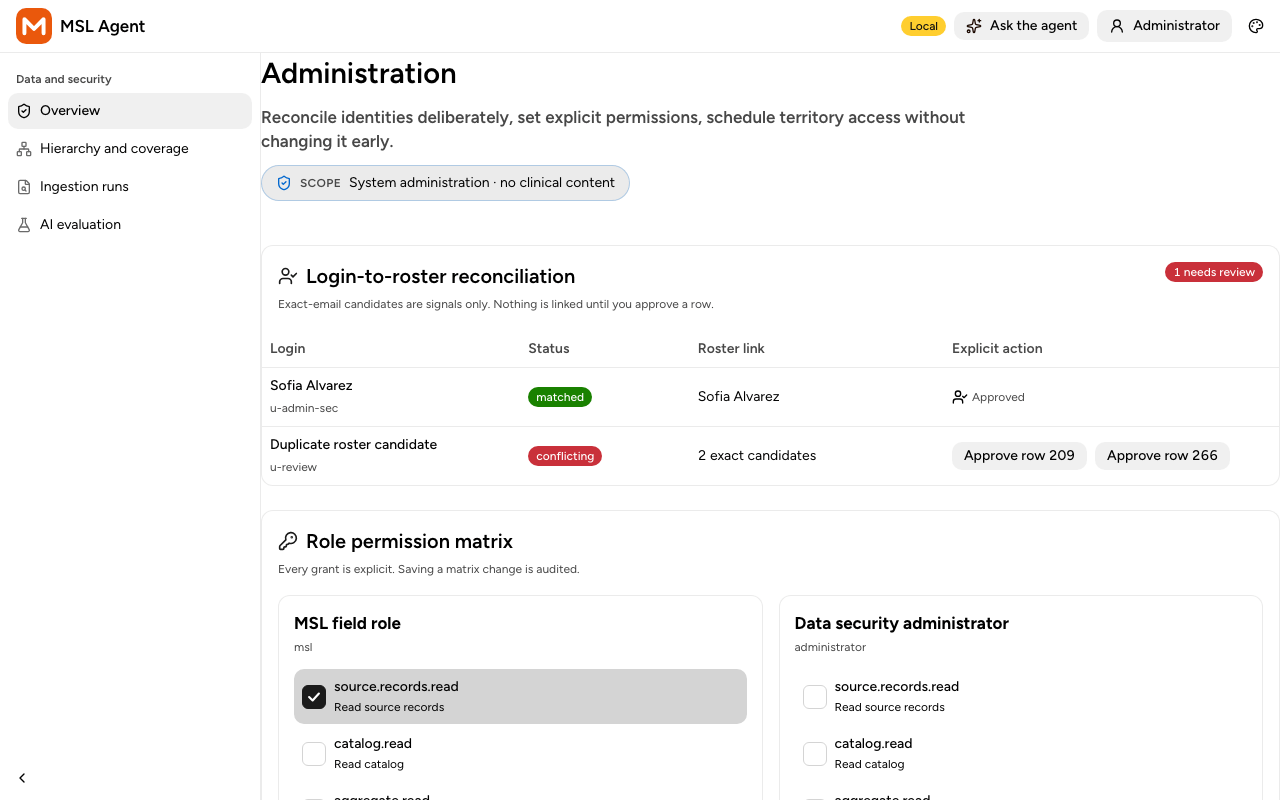 MSL Agent
Local
Ask the agent
Administrator
Data and security
Overview
Hierarchy and coverage
Ingestion runs
AI evaluation
Administration
Reconcile identities deliberately, set explicit permissions, schedule territory access without
changing it early.
SCOPE System administration · no clinical content
Login-to-roster reconciliation
1 needs review
Exact-email candidates are signals only. Nothing is linked until you approve a row.
Login Status Roster link Explicit action
Sofia Alvarez
u-admin-sec
matched
Sofia Alvarez
Approved
Duplicate roster candidate
u-review
conflicting
2 exact candidates
Approve row 209
Approve row 266
Role permission matrix
Every grant is explicit. Saving a matrix change is audited.
MSL field role
msl
source.records.read
Read source records
catalog.read
Read catalog
aggregate.read
Data security administrator
administrator
source.records.read
Read source records
catalog.read
Read catalog
aggregate.read